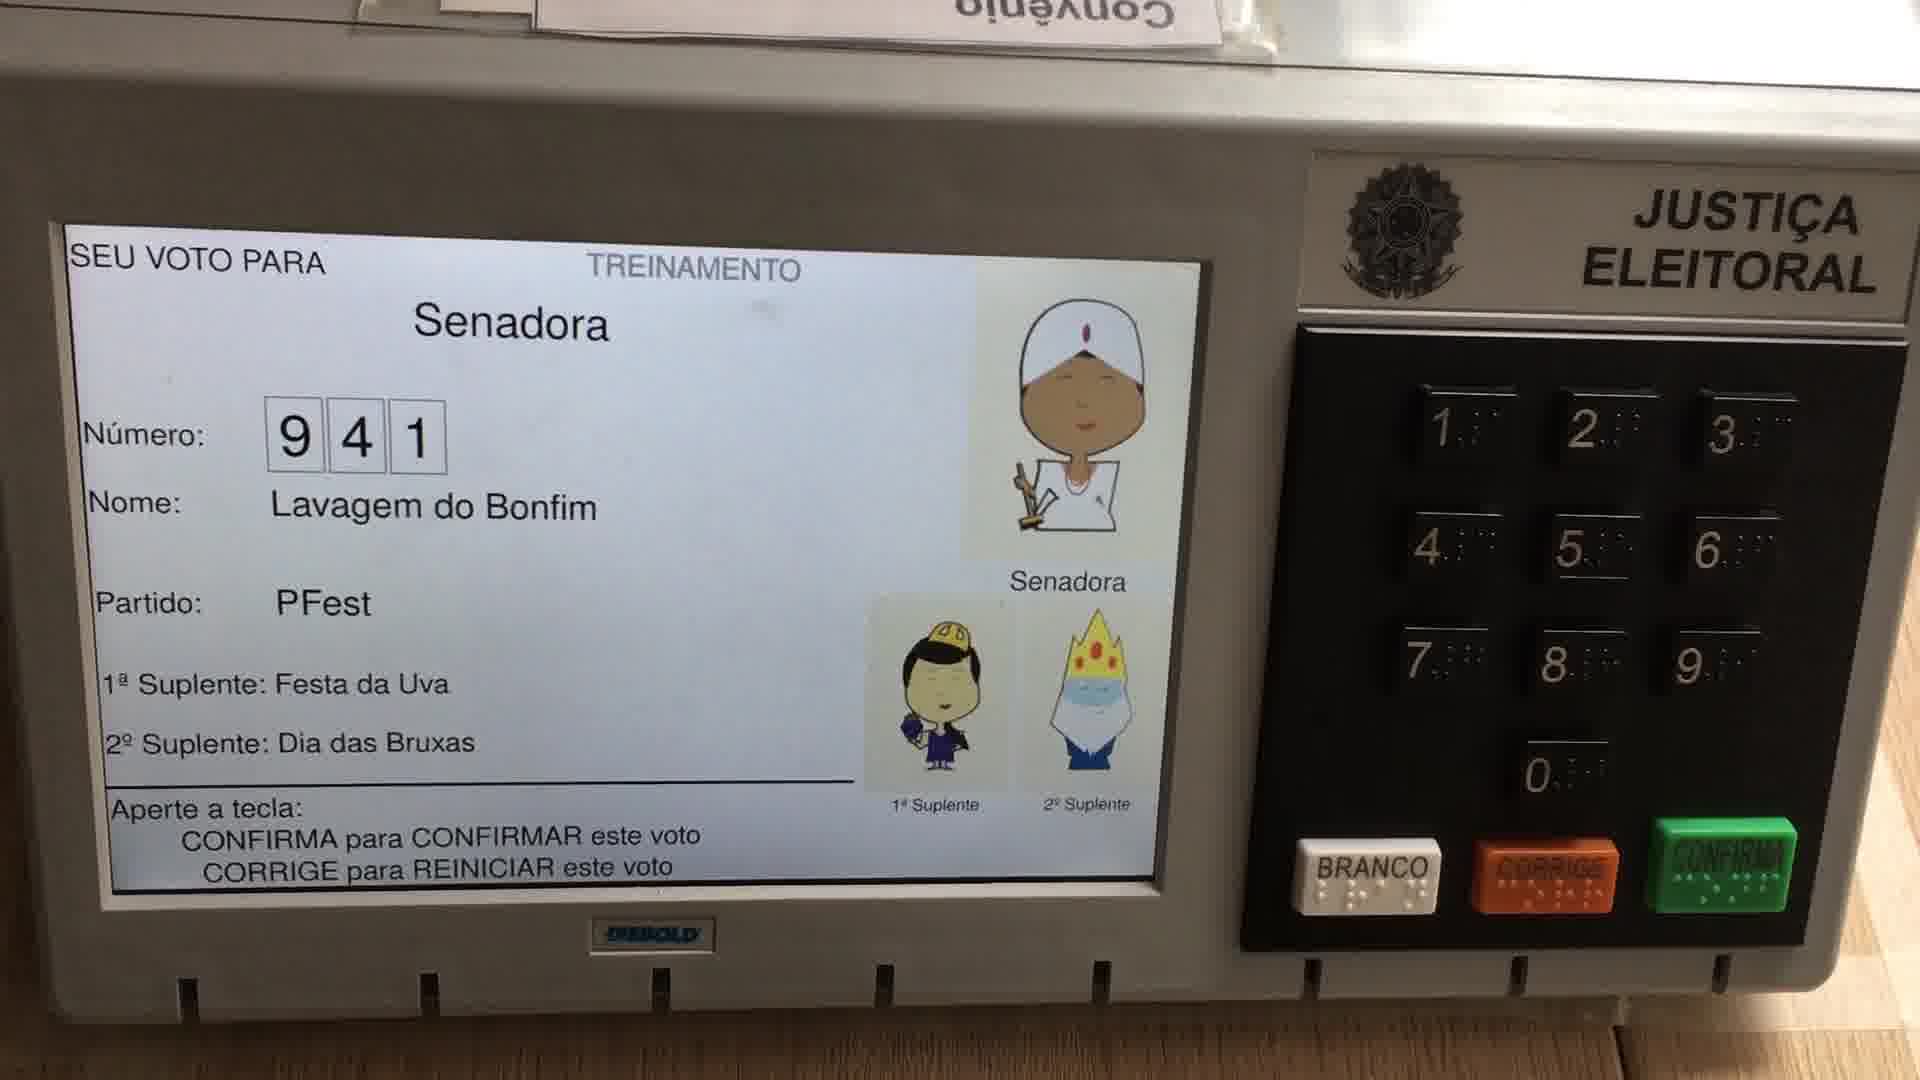 Convênio
SEU VOTO PARA
TREINAMENTO
Senadora
Número: 9 4 1
Nome: Lavagem do Bonfim
Partido: PFest
1ª Suplente: Festa da Uva
2º Suplente: Dia das Bruxas
Aperte a tecla:
CONFIRMA para CONFIRMAR este voto
CORRIGE para REINICIAR este voto
Senadora
1ª Suplente
2º Suplente
DIEBOLD
JUSTIÇA
ELEITORAL
1 2 3
4 5 6
7 8 9
0
BRANCO CORRIGE CONFIRMA